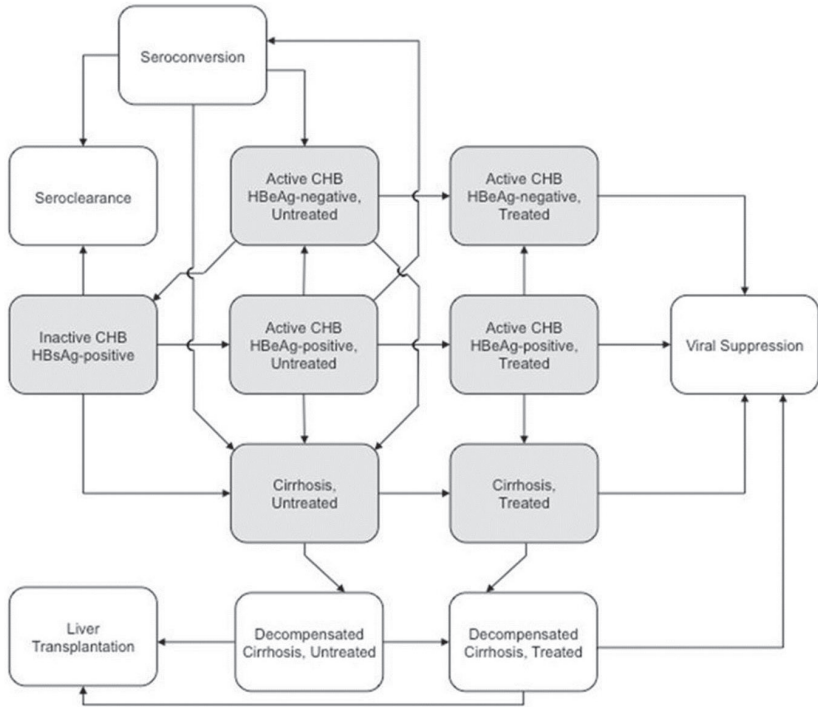 Seroconversion
Seroclearance
Active CHB
HBeAg-negative,
Untreated
Active CHB
HBeAg-negative,
Treated
Inactive CHB
HBsAg-positive
Active CHB
HBeAg-positive,
Untreated
Active CHB
HBeAg-positive,
Treated
Viral Suppression
Cirrhosis,
Untreated
Cirrhosis,
Treated
Liver
Transplantation
Decompensated
Cirrhosis, Untreated
Decompensated
Cirrhosis, Treated